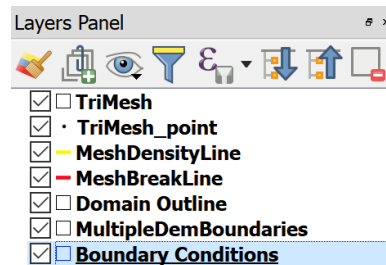 Layers Panel
TriMesh
TriMesh_point
MeshDensityLine
MeshBreakLine
Domain Outline
MultipleDemBoundaries
Boundary Conditions